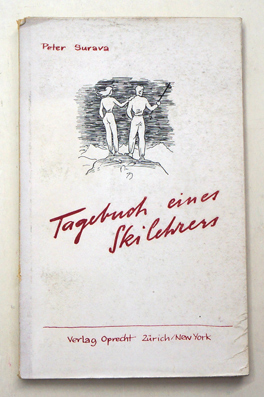 Peter Surava
Tagebuch eines
Skilehrers
Verlag Oprecht Zürich/New York